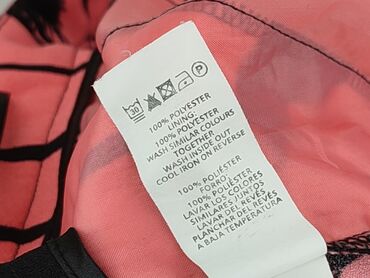 30 P
100% POLYESTER
LINING:
100% POLYESTER
WASH SIMILAR COLOURS
TOGETHER
WASH INSIDE OUT
COOL IRON ON REVERSE
100% POLIÉSTER
FORRO:
100% POLIÉSTER
LAVAR LOS COLORES
SIMILARES JUNTOS
LAVAR DEL REVÉS
PLANCHAR DEL REVÉS
A BAJA TEMPERATURA